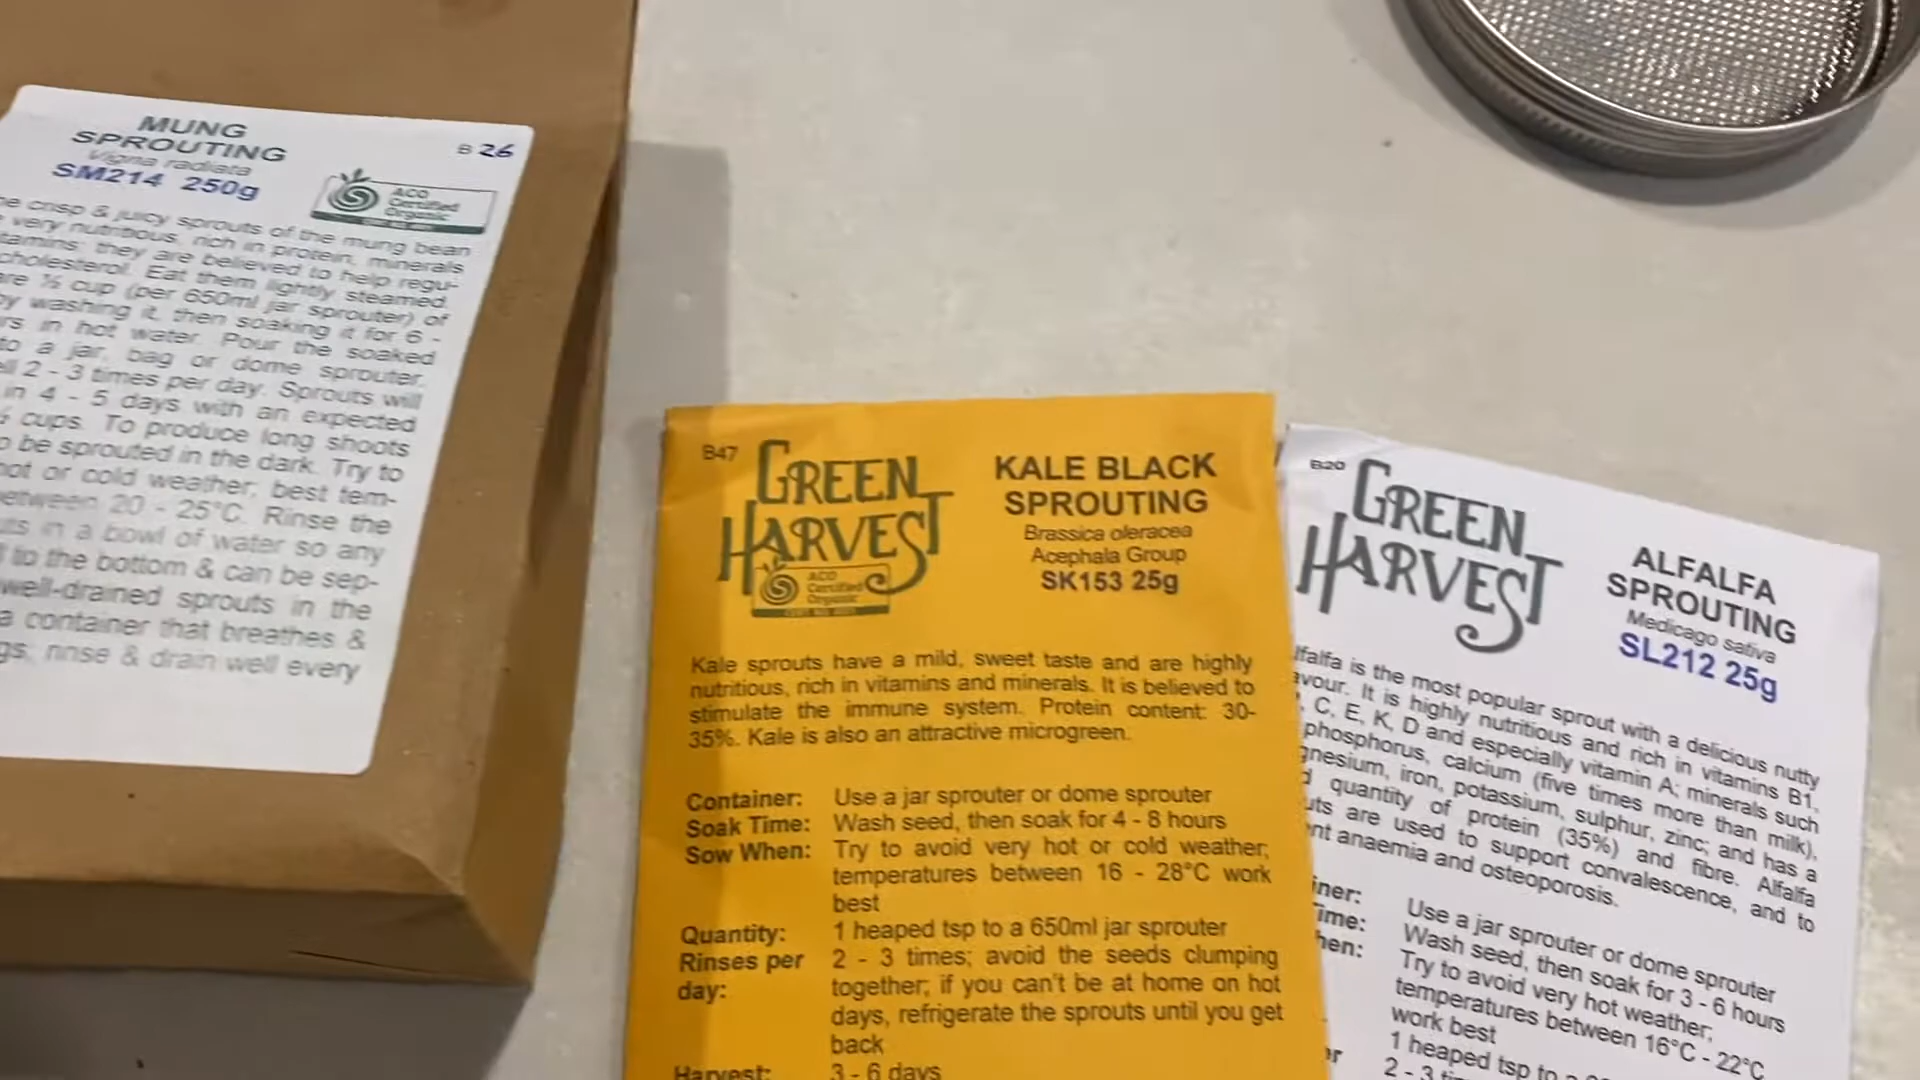 MUNG
SPROUTING
Vigna radiata
SM214 250g
B 26
ACO
Certified
Organic
crisp & juicy sprouts of the mung bean
very nutritious, rich in protein, minerals
they are believed to help regu-
cholesterol. Eat them lightly steamed.
½ cup (per 650ml jar sprouter) of
by washing it, then soaking it for 6 -
in hot water. Pour the soaked
to a jar, bag or dome sprouter.
2 - 3 times per day. Sprouts will
in 4 - 5 days with an expected
cups. To produce long shoots
be sprouted in the dark. Try to
hot or cold weather; best tem-
between 20 - 25°C. Rinse the
in a bowl of water so any
to the bottom & can be sep-
well-drained sprouts in the
a container that breathes &
rinse & drain well every
B47
GREEN
HARVEST
ACO
Certified
Organic
KALE BLACK
SPROUTING
Brassica oleracea
Acephala Group
SK153 25g
Kale sprouts have a mild, sweet taste and are highly
nutritious, rich in vitamins and minerals. It is believed to
stimulate the immune system. Protein content: 30-
35%. Kale is also an attractive microgreen.
Container: Use a jar sprouter or dome sprouter
Soak Time: Wash seed, then soak for 4 - 8 hours
Sow When: Try to avoid very hot or cold weather;
temperatures between 16 - 28°C work
best
Quantity: 1 heaped tsp to a 650ml jar sprouter
Rinses per 2 - 3 times; avoid the seeds clumping
day: together; if you can't be at home on hot
days, refrigerate the sprouts until you get
back
Harvest: 3 - 6 days
B20
GREEN
HARVEST
ALFALFA
SPROUTING
Medicago sativa
SL212 25g
lfalfa is the most popular sprout with a delicious nutty
avour. It is highly nutritious and rich in vitamins B1,
C, E, K, D and especially vitamin A; minerals such
phosphorus, calcium (five times more than milk),
gnesium, iron, potassium, sulphur, zinc; and has a
quantity of protein (35%) and fibre. Alfalfa
uts are used to support convalescence, and to
nt anaemia and osteoporosis.
iner: Use a jar sprouter or dome sprouter
ime: Wash seed, then soak for 3 - 6 hours
hen: Try to avoid very hot weather;
temperatures between 16°C - 22°C
work best
1 heaped tsp to
2 - 3